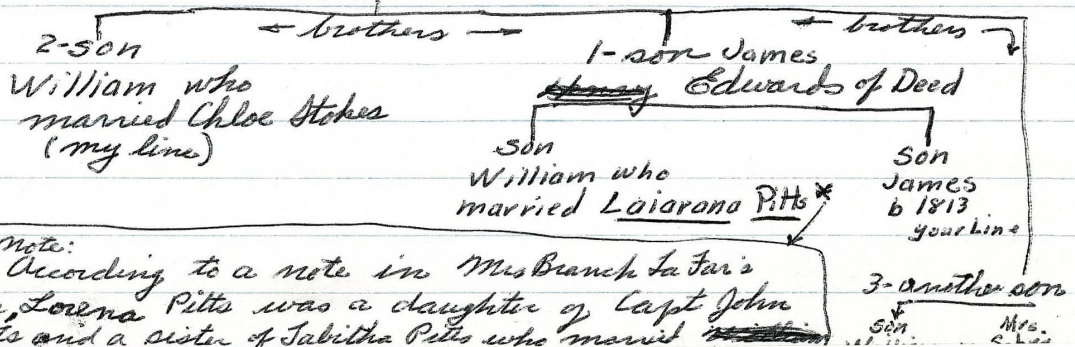 ← brothers →
← brothers
2-son
William who
married Chloe Stokes
(my line)
1-son James
Edwards of Deed
Son
William who
married Laiarana Pitts *
Son
James
b 1813
your Line
Note:
According to a note in Mrs Branch La Far's
, Lorena Pitts was a daughter of Capt John
ts and a sister of Tabitha Pitts who married
3-another son
Son
Mrs.